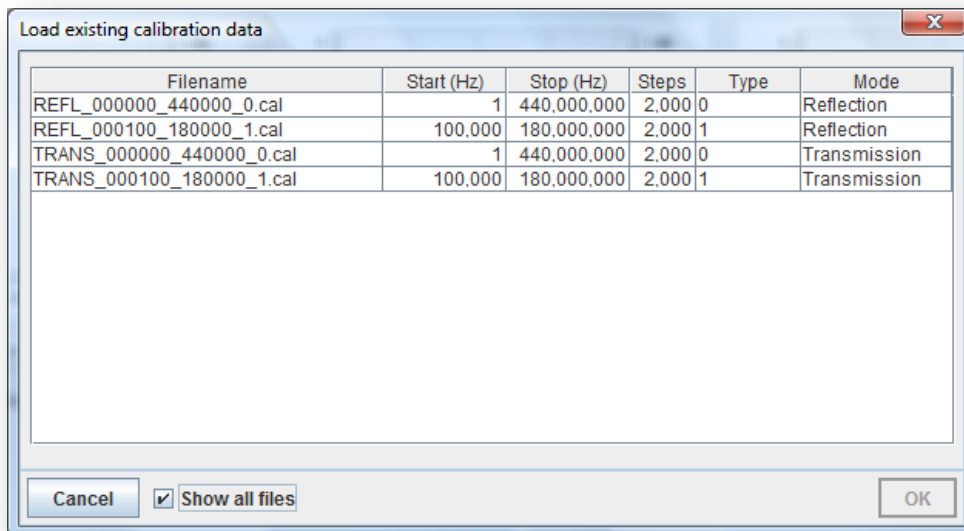 Load existing calibration data
Filename Start (Hz) Stop (Hz) Steps Type Mode
REFL_000000_440000_0.cal 1 440,000,000 2,000 0 Reflection
REFL_000100_180000_1.cal 100,000 180,000,000 2,000 1 Reflection
TRANS_000000_440000_0.cal 1 440,000,000 2,000 0 Transmission
TRANS_000100_180000_1.cal 100,000 180,000,000 2,000 1 Transmission
Cancel Show all files OK